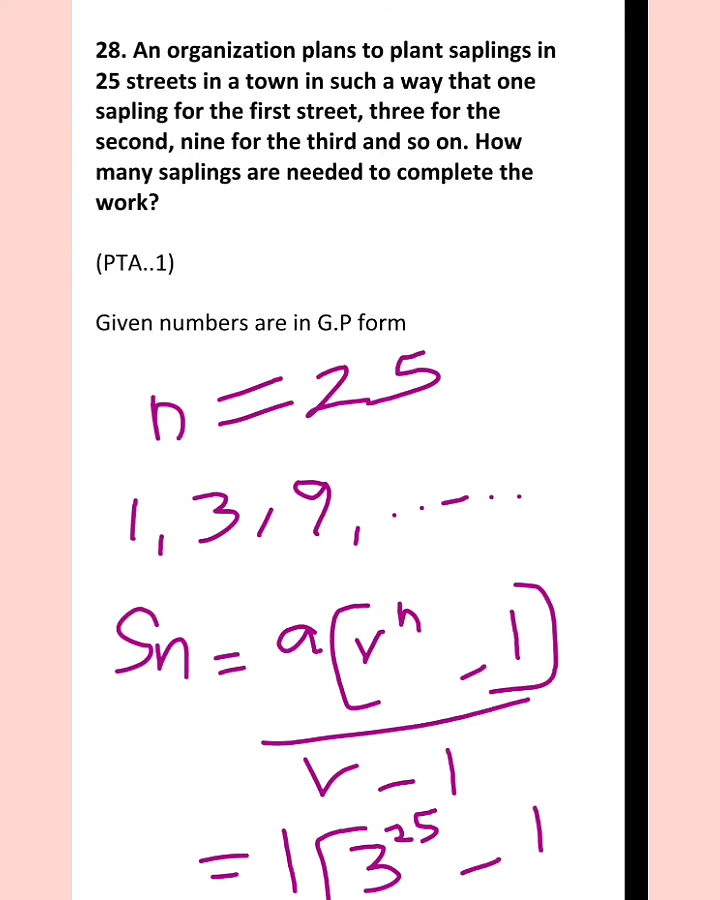 28. An organization plans to plant saplings in
25 streets in a town in such a way that one
sapling for the first street, three for the
second, nine for the third and so on. How
many saplings are needed to complete the
work?
(PTA..1)
Given numbers are in G.P form
n = 25
1, 3, 9, ..-..
Sn = a[r^n - 1]
r - 1
= 1[3^25 - 1